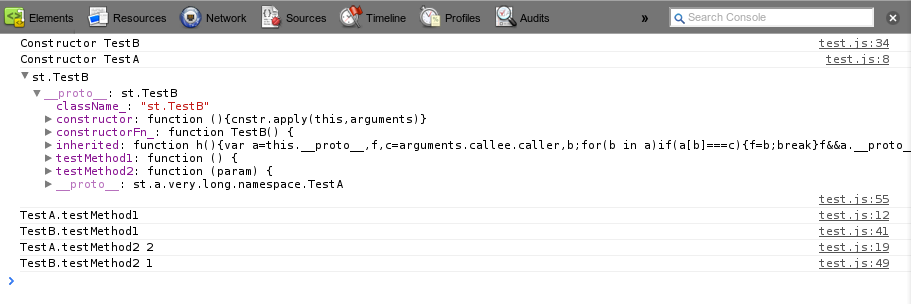 Elements Resources Network Sources Timeline Profiles Audits » Search Console
Constructor TestB test.js:34
Constructor TestA test.js:8
st.TestB
__proto__: st.TestB
className_: "st.TestB"
constructor: function (){cnstr.apply(this,arguments)}
constructorFn_: function TestB() {
inherited: function h(){var a=this.__proto__,f,c=arguments.callee.caller,b;for(b in a)if(a[b]===c){f=b;break}f&&a.__proto_
testMethod1: function () {
testMethod2: function (param) {
__proto__: st.a.very.long.namespace.TestA
test.js:55
TestA.testMethod1 test.js:12
TestB.testMethod1 test.js:41
TestA.testMethod2 2 test.js:19
TestB.testMethod2 1 test.js:49